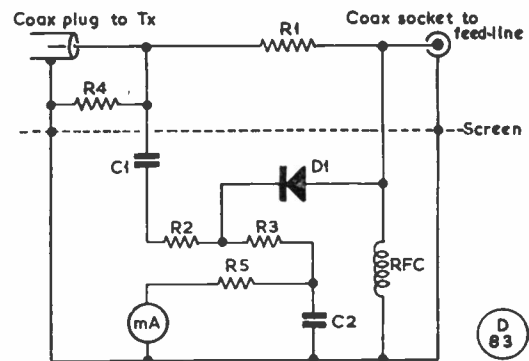 Coax plug to Tx
Coax socket to
feed-line
R1
R4
Screen
C1
D1
R2
R3
R5
RFC
mA
C2
D
83